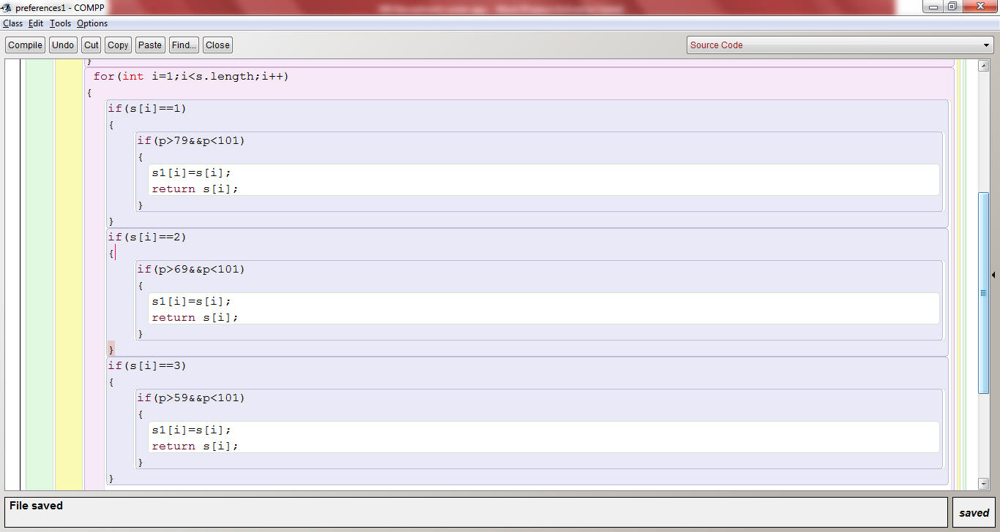 preferences1 - COMPP
Class Edit Tools Options
Compile Undo Cut Copy Paste Find... Close Source Code
}
for(int i=1;i<s.length;i++)
{
if(s[i]==1)
{
if(p>79&&p<101)
{
s1[i]=s[i];
return s[i];
}
}
if(s[i]==2)
{
if(p>69&&p<101)
{
s1[i]=s[i];
return s[i];
}
}
if(s[i]==3)
{
if(p>59&&p<101)
{
s1[i]=s[i];
return s[i];
}
}
File saved
saved